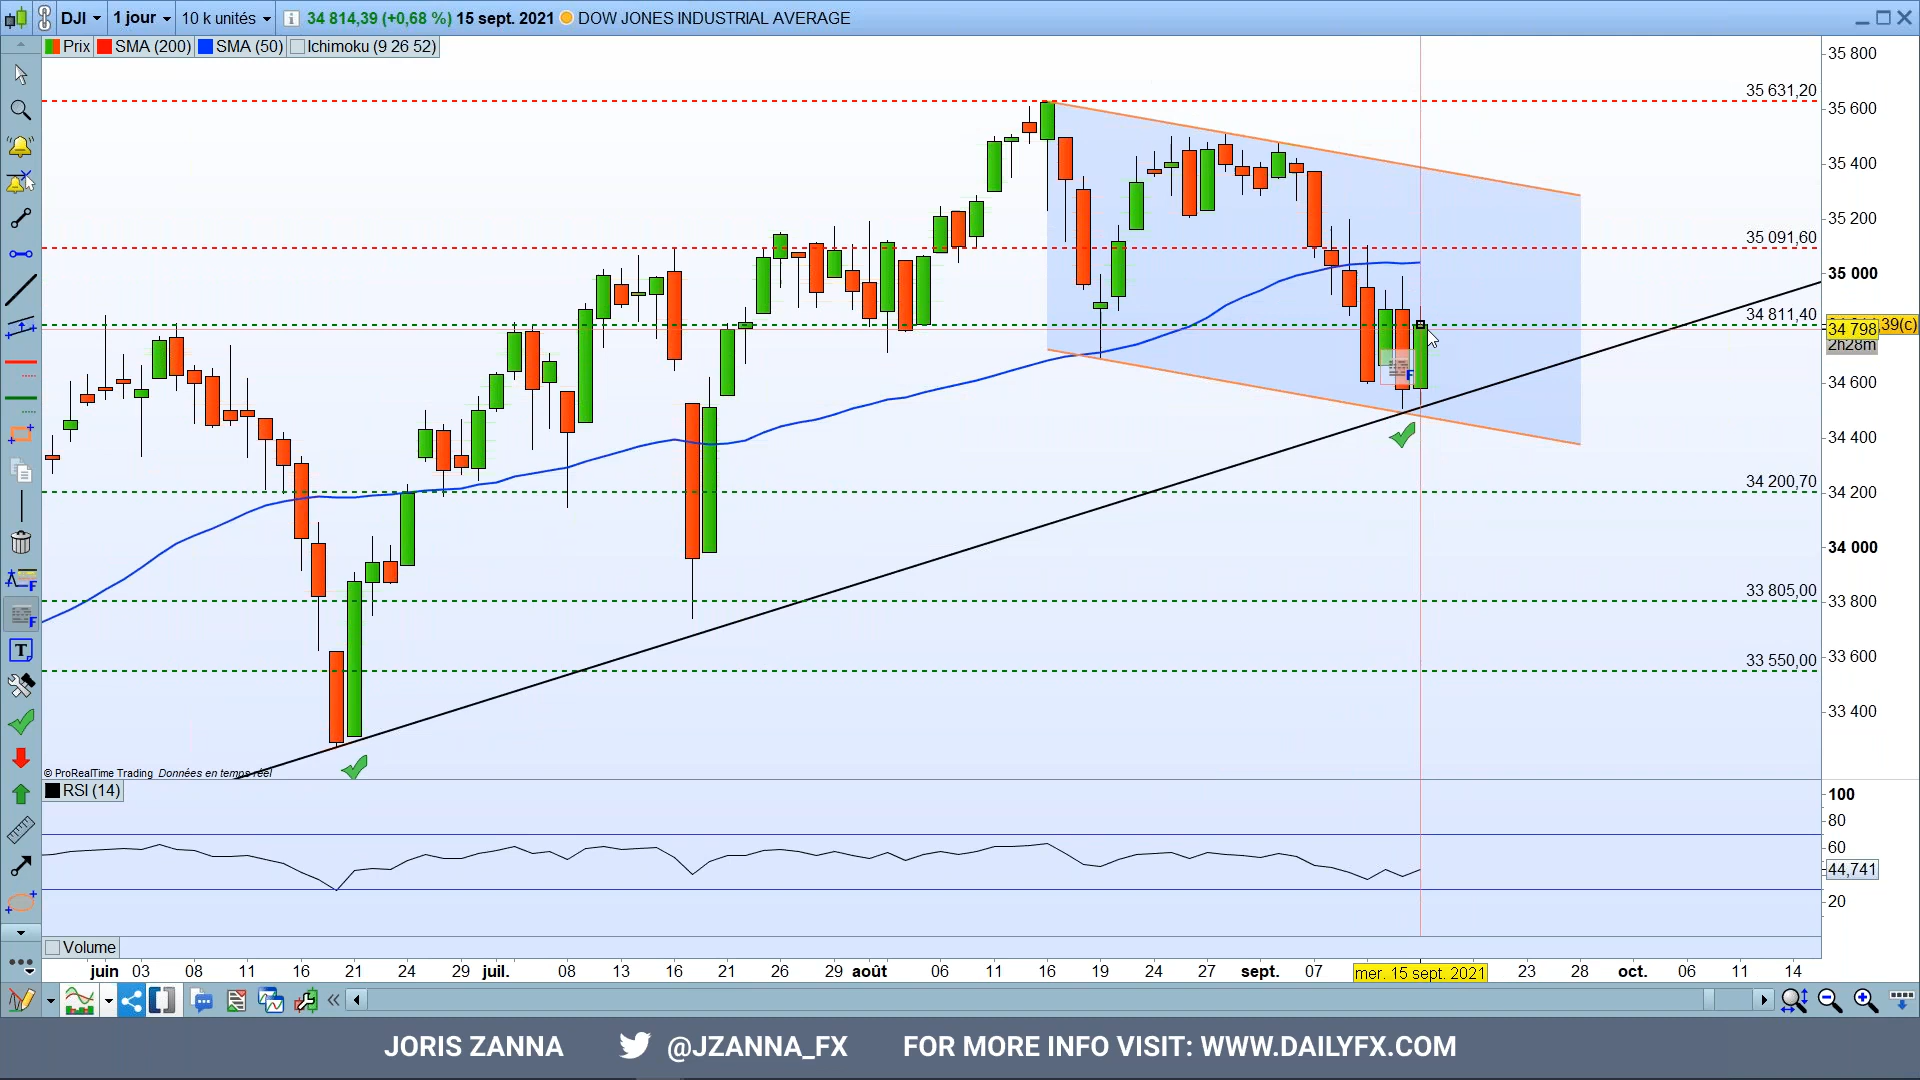 DJI 1 jour 10 k unités 34 814,39 (+0,68 %) 15 sept. 2021 DOW JONES INDUSTRIAL AVERAGE
Prix SMA (200) SMA (50) Ichimoku (9 26 52)
35 800
35 631,20
35 600
35 400
35 200
35 091,60
35 000
34 811,40
39(c)
34 798
2h28m
34 600
34 400
34 200,70
34 000
33 805,00
33 800
33 550,00
33 600
33 400
© ProRealTime Trading Données en temps réel
RSI (14)
100
80
60
44,741
20
Volume
juin 03 08 11 16 21 24 29 juil. 08 13 16 21 26 29 août 06 11 16 19 24 27 sept. 07 mer. 15 sept. 2021 23 28 oct. 06 11 14
JORIS ZANNA @JZANNA_FX FOR MORE INFO VISIT: WWW.DAILYFX.COM